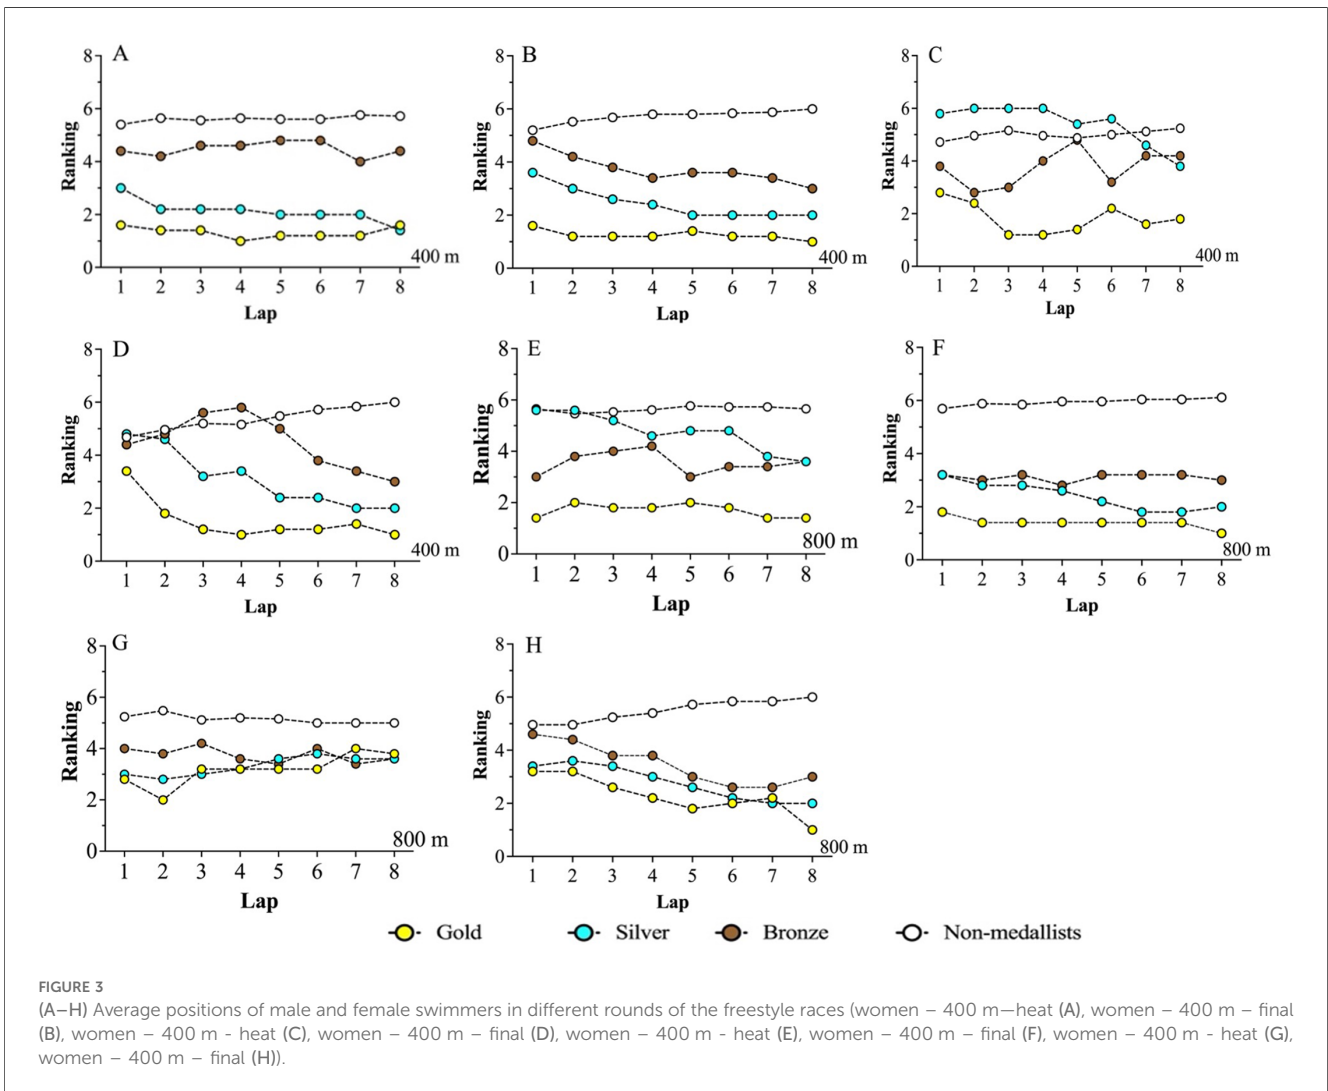 A
8
6
4
2
0
Ranking
1 2 3 4 5 6 7 8
400 m
Lap
B
8
6
4
2
0
Ranking
1 2 3 4 5 6 7 8
400 m
Lap
C
8
6
4
2
0
Ranking
1 2 3 4 5 6 7 8
400 m
Lap
D
8
6
4
2
0
Ranking
1 2 3 4 5 6 7 8
400 m
Lap
E
8
6
4
2
0
Ranking
1 2 3 4 5 6 7 8
800 m
Lap
F
8
6
4
2
0
Ranking
1 2 3 4 5 6 7 8
800 m
Lap
G
8
6
4
2
0
Ranking
1 2 3 4 5 6 7 8
800 m
Lap
H
8
6
4
2
0
Ranking
1 2 3 4 5 6 7 8
800 m
Lap
Gold Silver Bronze Non-medallists
FIGURE 3
(A–H) Average positions of male and female swimmers in different rounds of the freestyle races (women – 400 m—heat (A), women – 400 m – final
(B), women – 400 m - heat (C), women – 400 m – final (D), women – 400 m - heat (E), women – 400 m – final (F), women – 400 m - heat (G),
women – 400 m – final (H)).